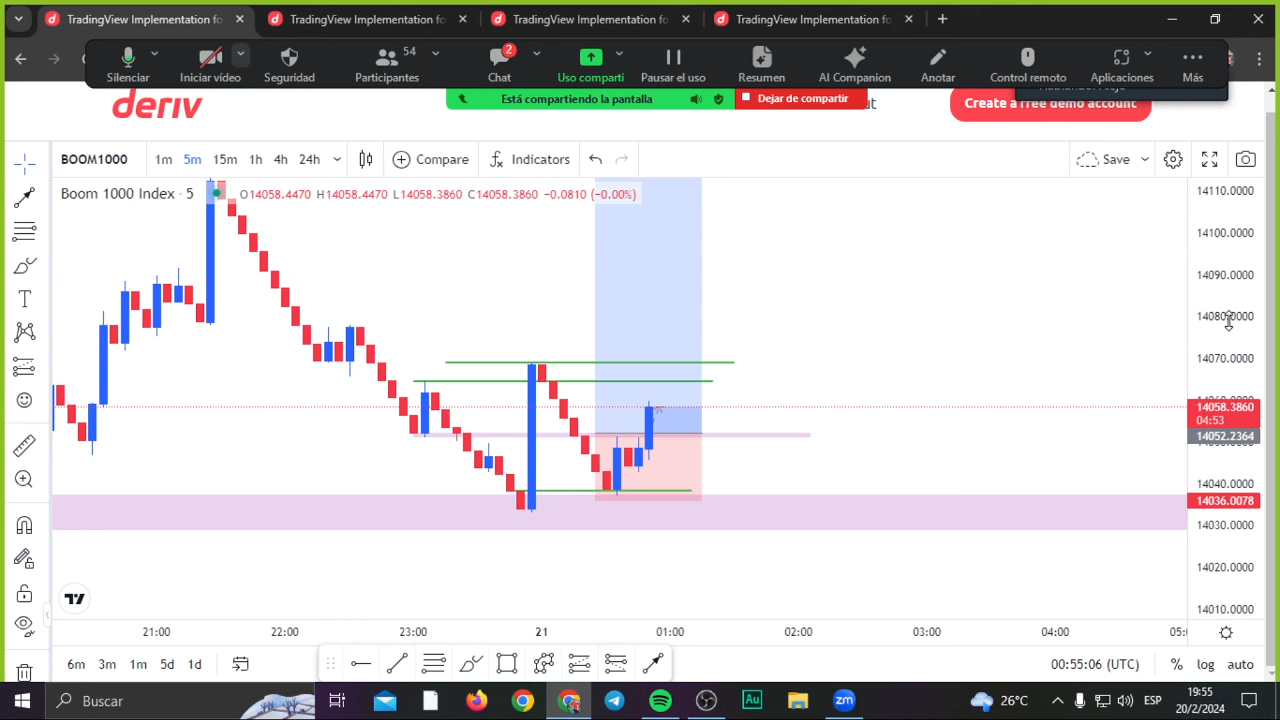 TradingView Implementation fo
TradingView Implementation fo
TradingView Implementation fo
TradingView Implementation fo
54
2
Silenciar
Iniciar vídeo
Seguridad
Participantes
Chat
Uso comparti
Pausar el uso
Resumen
AI Companion
Anotar
Control remoto
Aplicaciones
Más
Está compartiendo la pantalla
Dejar de compartir
ut
deriv
Create a free demo account
BOOM1000
1m 5m 15m 1h 4h 24h
Compare
Indicators
Save
Boom 1000 Index · 5
O14058.4470 H14058.4470 L14058.3860 C14058.3860 −0.0810 (−0.00%)
14110.0000
14100.0000
14090.0000
14080.0000
14070.0000
14058.3860
04:53
14052.2364
14040.0000
14036.0078
14030.0000
14020.0000
14010.0000
21:00 22:00 23:00 21 01:00 02:00 03:00 04:00 05:
6m 3m 1m 5d 1d
00:55:06 (UTC)
% log auto
Buscar
Au
zm
26°C
ESP
19:55
20/2/2024